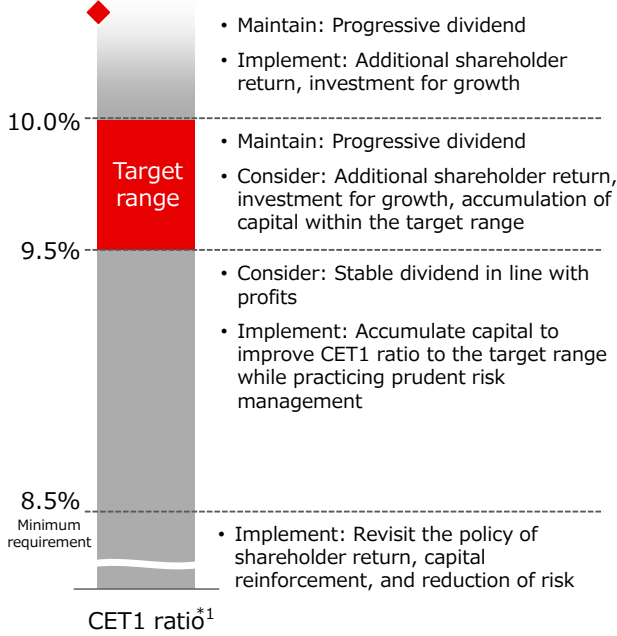 • Maintain: Progressive dividend
• Implement: Additional shareholder
return, investment for growth
10.0%
Target
range
• Maintain: Progressive dividend
• Consider: Additional shareholder return,
investment for growth, accumulation of
capital within the target range
9.5%
• Consider: Stable dividend in line with
profits
• Implement: Accumulate capital to
improve CET1 ratio to the target range
while practicing prudent risk
management
8.5%
Minimum
requirement
• Implement: Revisit the policy of
shareholder return, capital
reinforcement, and reduction of risk
CET1 ratio*1